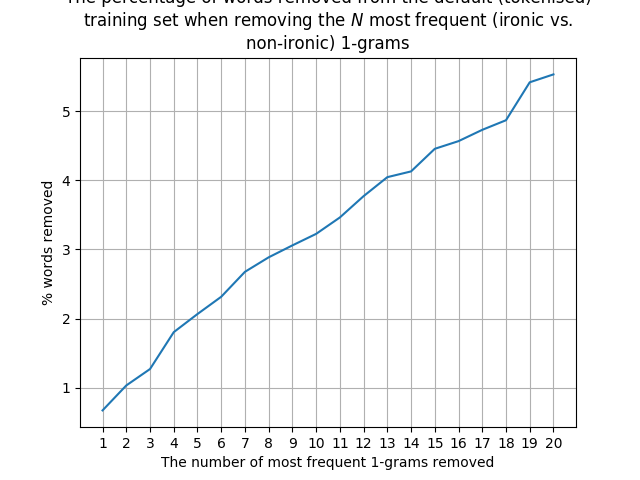 The percentage of words removed from the default (tokenised)
training set when removing the N most frequent (ironic vs.
non-ironic) 1-grams
5
4
3
2
1
% words removed
1 2 3 4 5 6 7 8 9 10 11 12 13 14 15 16 17 18 19 20
The number of most frequent 1-grams removed